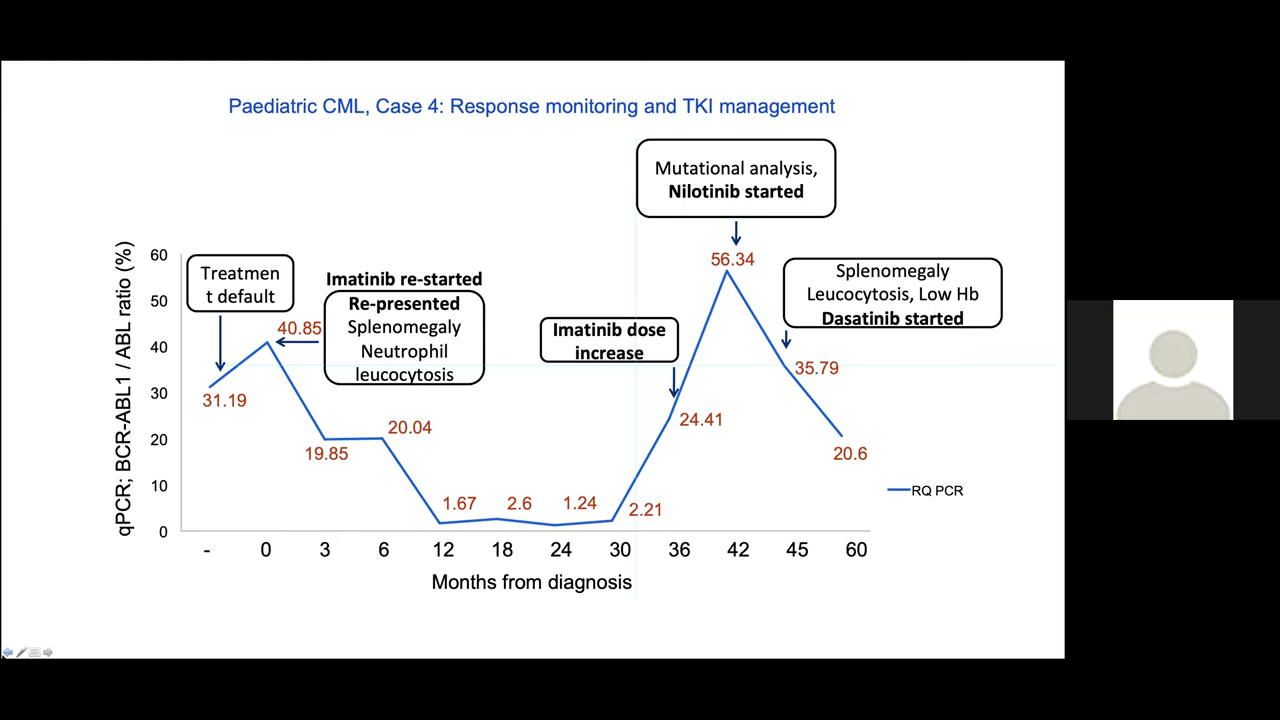 Paediatric CML, Case 4: Response monitoring and TKI management
Mutational analysis,
Nilotinib started
Treatmen
t default
Imatinib re-started
Re-presented
Splenomegaly
Neutrophil
leucocytosis
Imatinib dose
increase
Splenomegaly
Leucocytosis, Low Hb
Dasatinib started
qPCR; BCR-ABL1 / ABL ratio (%)
60
50
40
30
20
10
0
31.19
40.85
19.85
20.04
1.67
2.6
1.24
2.21
24.41
56.34
35.79
20.6
RQ PCR
- 0 3 6 12 18 24 30 36 42 45 60
Months from diagnosis